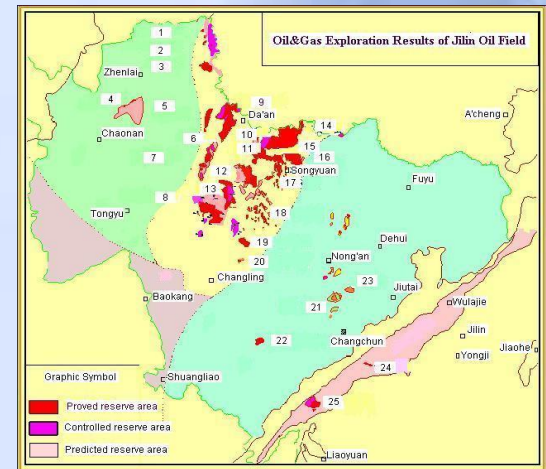 Oil&Gas Exploration Results of Jilin Oil Field
1
2
3
Zhenlai
4
5
Chaonan
6
7
8
Tongyu
9
Da'an
10
11
12
13
14
15
16
Songyuan
17
18
19
20
Changling
A'cheng
Fuyu
Dehui
Nong'an
23
Jiutai
21
Wulajie
Baokang
22
Changchun
Jilin
Jiaohe
Yongji
24
Shuangliao
25
Liaoyuan
Graphic Symbol
Proved reserve area
Controlled reserve area
Predicted reserve area